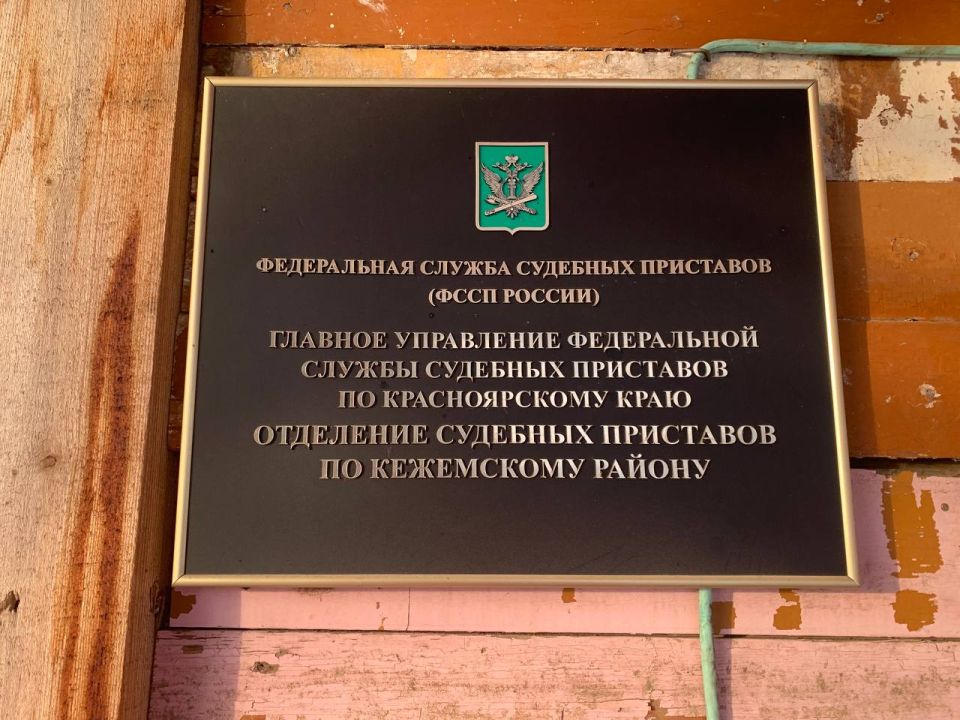 ФЕДЕРАЛЬНАЯ СЛУЖБА СУДЕБНЫХ ПРИСТАВОВ
(ФССП РОССИИ)
ГЛАВНОЕ УПРАВЛЕНИЕ ФЕДЕРАЛЬНОЙ
СЛУЖБЫ СУДЕБНЫХ ПРИСТАВОВ
ПО КРАСНОЯРСКОМУ КРАЮ
ОТДЕЛЕНИЕ СУДЕБНЫХ ПРИСТАВОВ
ПО КЕЖЕМСКОМУ РАЙОНУ